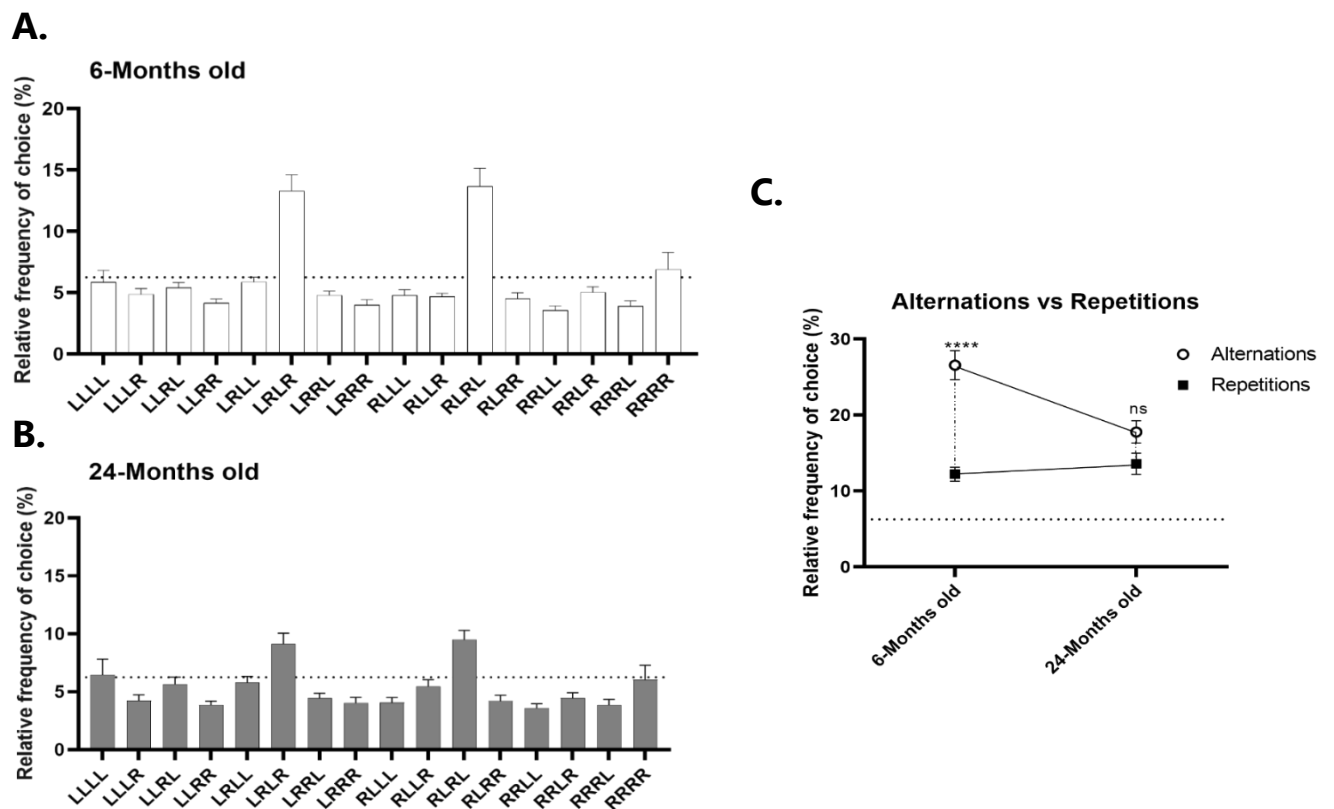 A.
6-Months old
Relative frequency of choice (%)
20
15
10
5
0
LLLL
LLLR
LLRL
LLRR
LRLL
LRLR
LRRL
LRRR
RLLL
RLLR
RLRL
RLRR
RRLL
RRLR
RRRL
RRRR
B.
24-Months old
Relative frequency of choice (%)
20
15
10
5
0
LLLL
LLLR
LLRL
LLRR
LRLL
LRLR
LRRL
LRRR
RLLL
RLLR
RLRL
RLRR
RRLL
RLRR
RRRL
RRRR
C.
Alternations vs Repetitions
Relative frequency of choice (%)
30
20
10
0
****
ns
6-Months old
24-Months old
Alternations
Repetitions